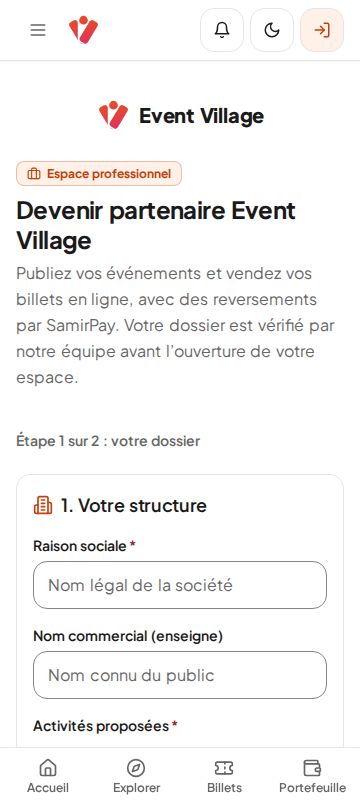 Event Village
Espace professionnel
Devenir partenaire Event
Village
Publiez vos événements et vendez vos
billets en ligne, avec des reversements
par SamirPay. Votre dossier est vérifié par
notre équipe avant l’ouverture de votre
espace.
Étape 1 sur 2 : votre dossier
1. Votre structure
Raison sociale *
Nom légal de la société
Nom commercial (enseigne)
Nom connu du public
Activités proposées *
Accueil Explorer Billets Portefeuille